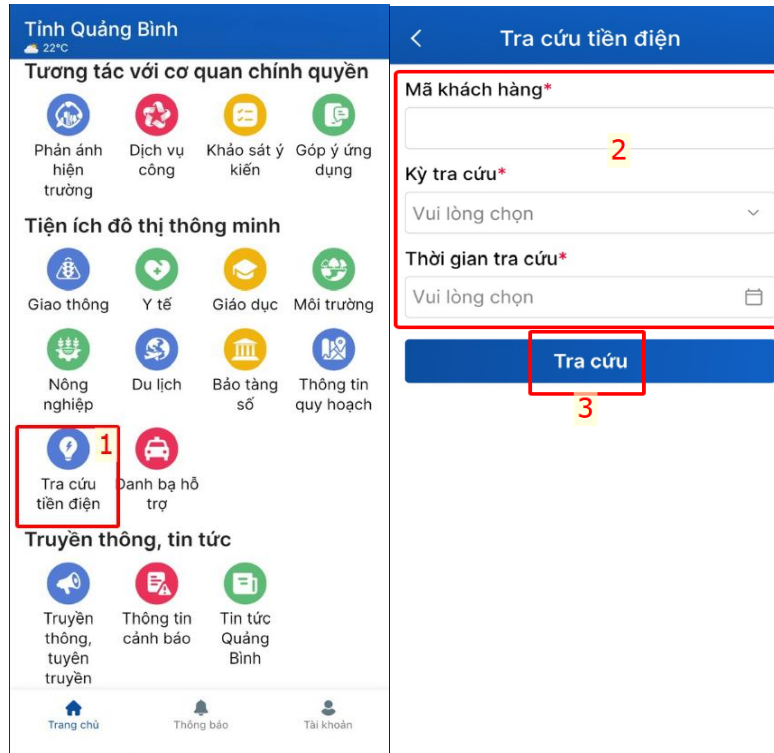 Tỉnh Quảng Bình
22°C
Tương tác với cơ quan chính quyền
Phản ánh hiện trường
Dịch vụ công
Khảo sát ý kiến
Góp ý ứng dụng
Tiện ích đô thị thông minh
Giao thông
Y tế
Giáo dục
Môi trường
Nông nghiệp
Du lịch
Bảo tàng số
Thông tin quy hoạch
1
Tra cứu tiền điện
Danh bạ hỗ trợ
Truyền thông, tin tức
Truyền thông, tuyên truyền
Thông tin cảnh báo
Tin tức Quảng Bình
Trang chủ
Thông báo
Tài khoản
Tra cứu tiền điện
Mã khách hàng*
2
Kỳ tra cứu*
Vui lòng chọn
Thời gian tra cứu*
Vui lòng chọn
Tra cứu
3